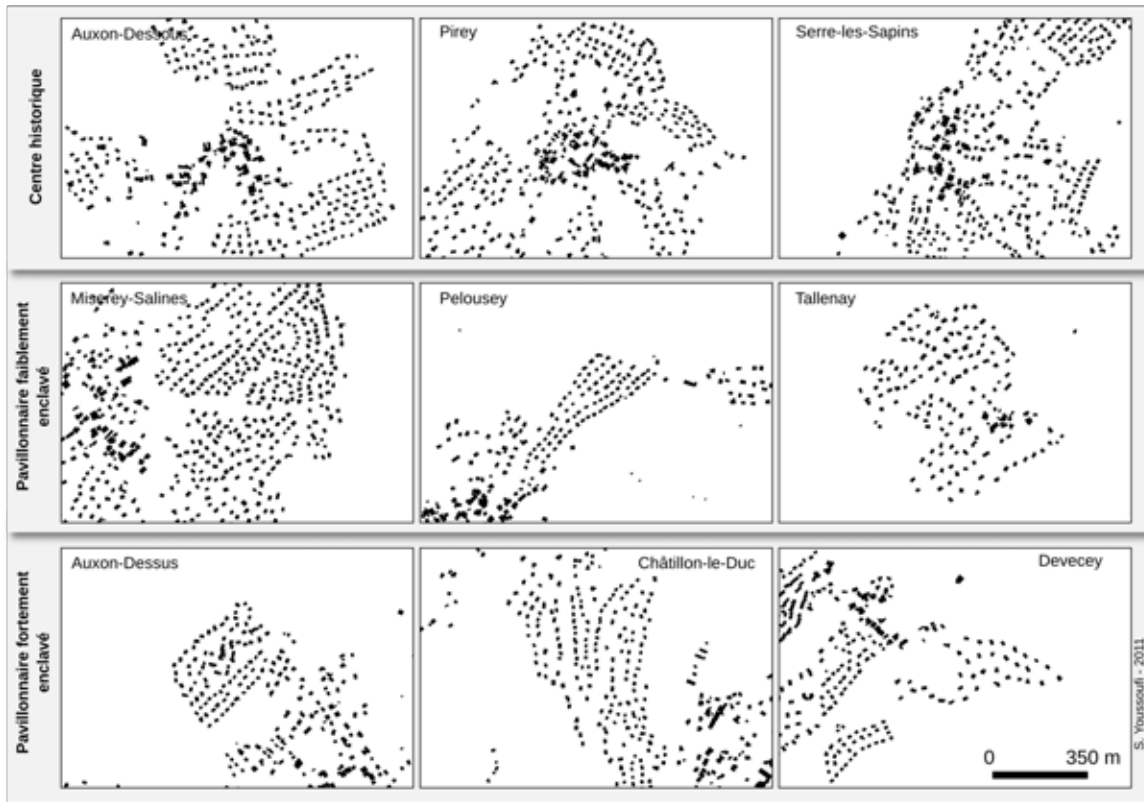 Centre historique
Auxon-Dessous
Pirey
Serre-les-Sapins
Pavillonnaire faiblement
enclavé
Miserey-Salines
Pelousey
Tallenay
Pavillonnaire fortement
enclavé
Auxon-Dessus
Châtillon-le-Duc
Devecey
0 350 m
S. Youssoufi - 2011